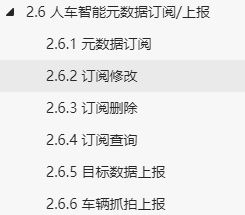 2.6 人车智能元数据订阅/上报
2.6.1 元数据订阅
2.6.2 订阅修改
2.6.3 订阅删除
2.6.4 订阅查询
2.6.5 目标数据上报
2.6.6 车辆抓拍上报